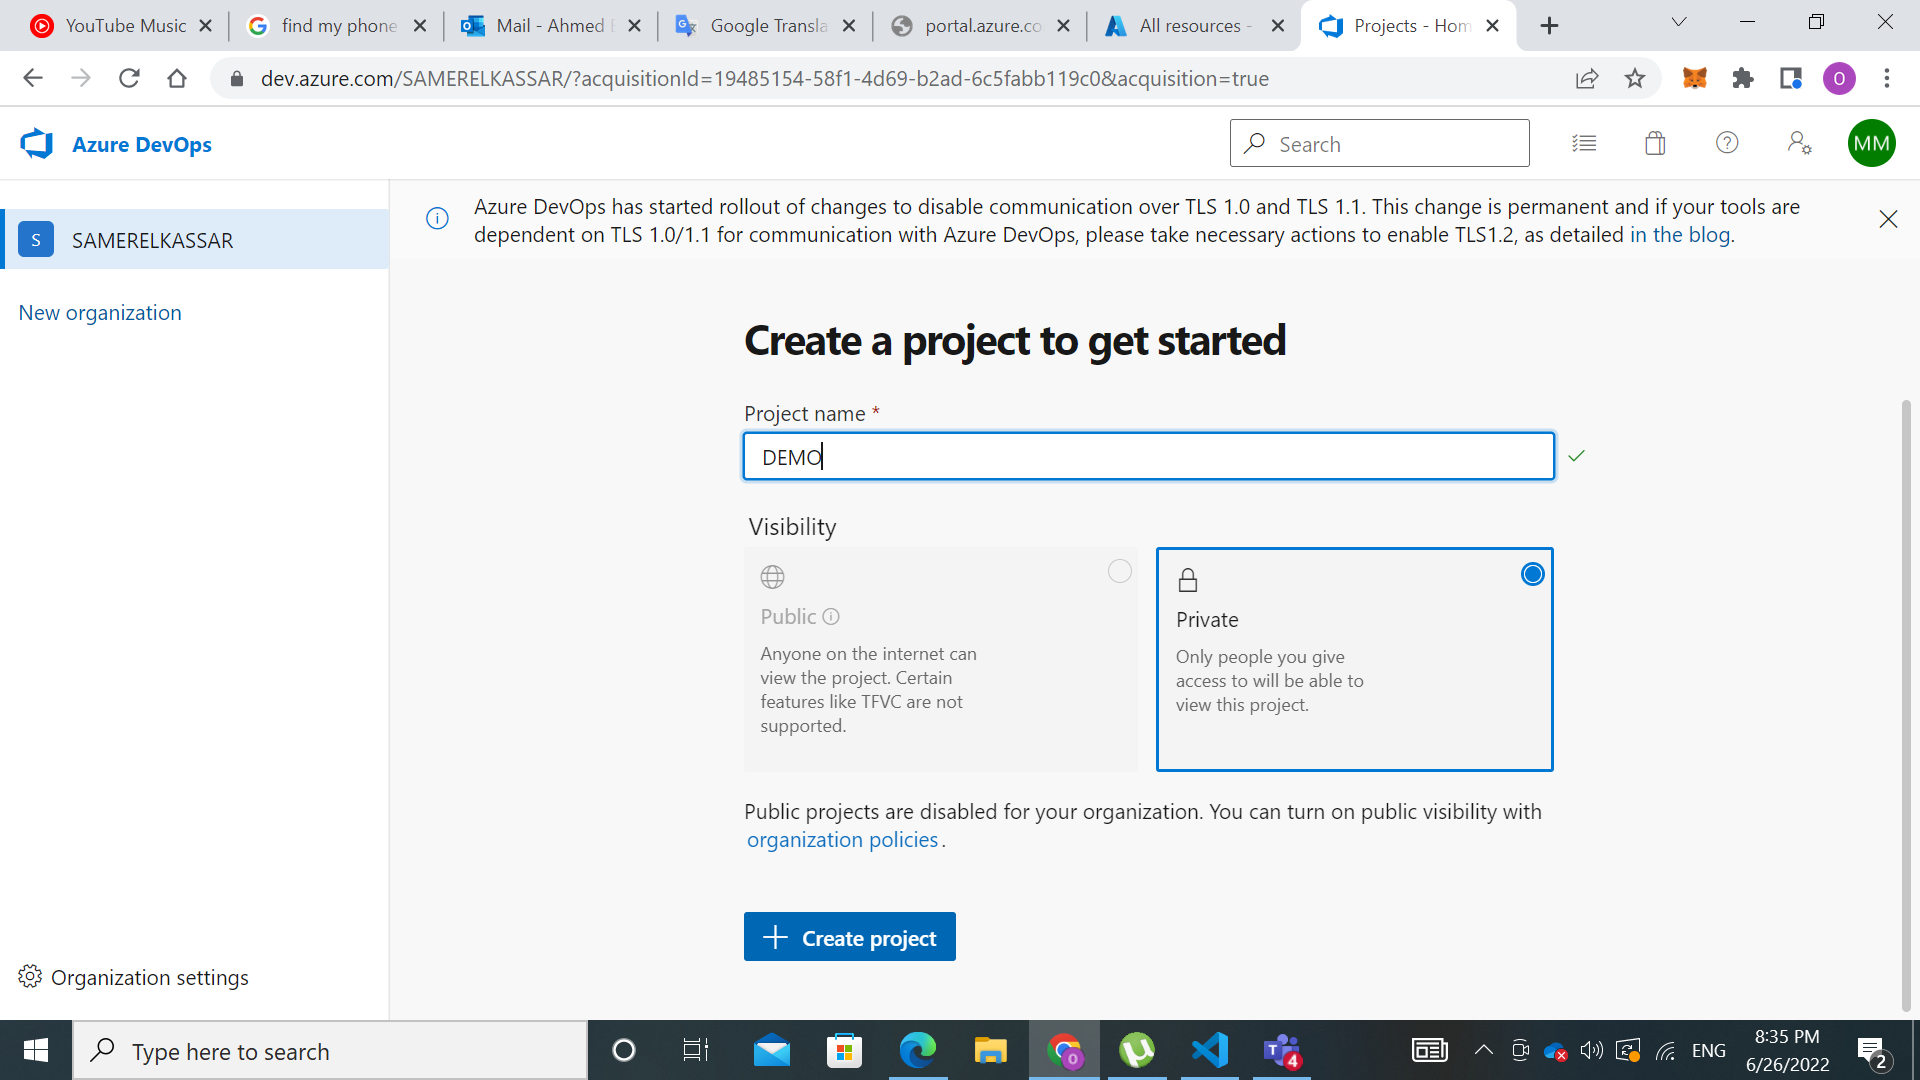 YouTube Music
find my phone
Mail - Ahmed
Google Transla
portal.azure.co
All resources -
Projects - Hom
dev.azure.com/SAMERELKASSAR/?acquisitionId=19485154-58f1-4d69-b2ad-6c5fabb119c0&acquisition=true
O
Azure DevOps
Search
MM
Azure DevOps has started rollout of changes to disable communication over TLS 1.0 and TLS 1.1. This change is permanent and if your tools are
dependent on TLS 1.0/1.1 for communication with Azure DevOps, please take necessary actions to enable TLS1.2, as detailed in the blog.
S
SAMERELKASSAR
New organization
Create a project to get started
Project name *
DEMO
Visibility
Public
Anyone on the internet can
view the project. Certain
features like TFVC are not
supported.
Private
Only people you give
access to will be able to
view this project.
Public projects are disabled for your organization. You can turn on public visibility with
organization policies.
Create project
Organization settings
Type here to search
4
ENG
8:35 PM
6/26/2022
2